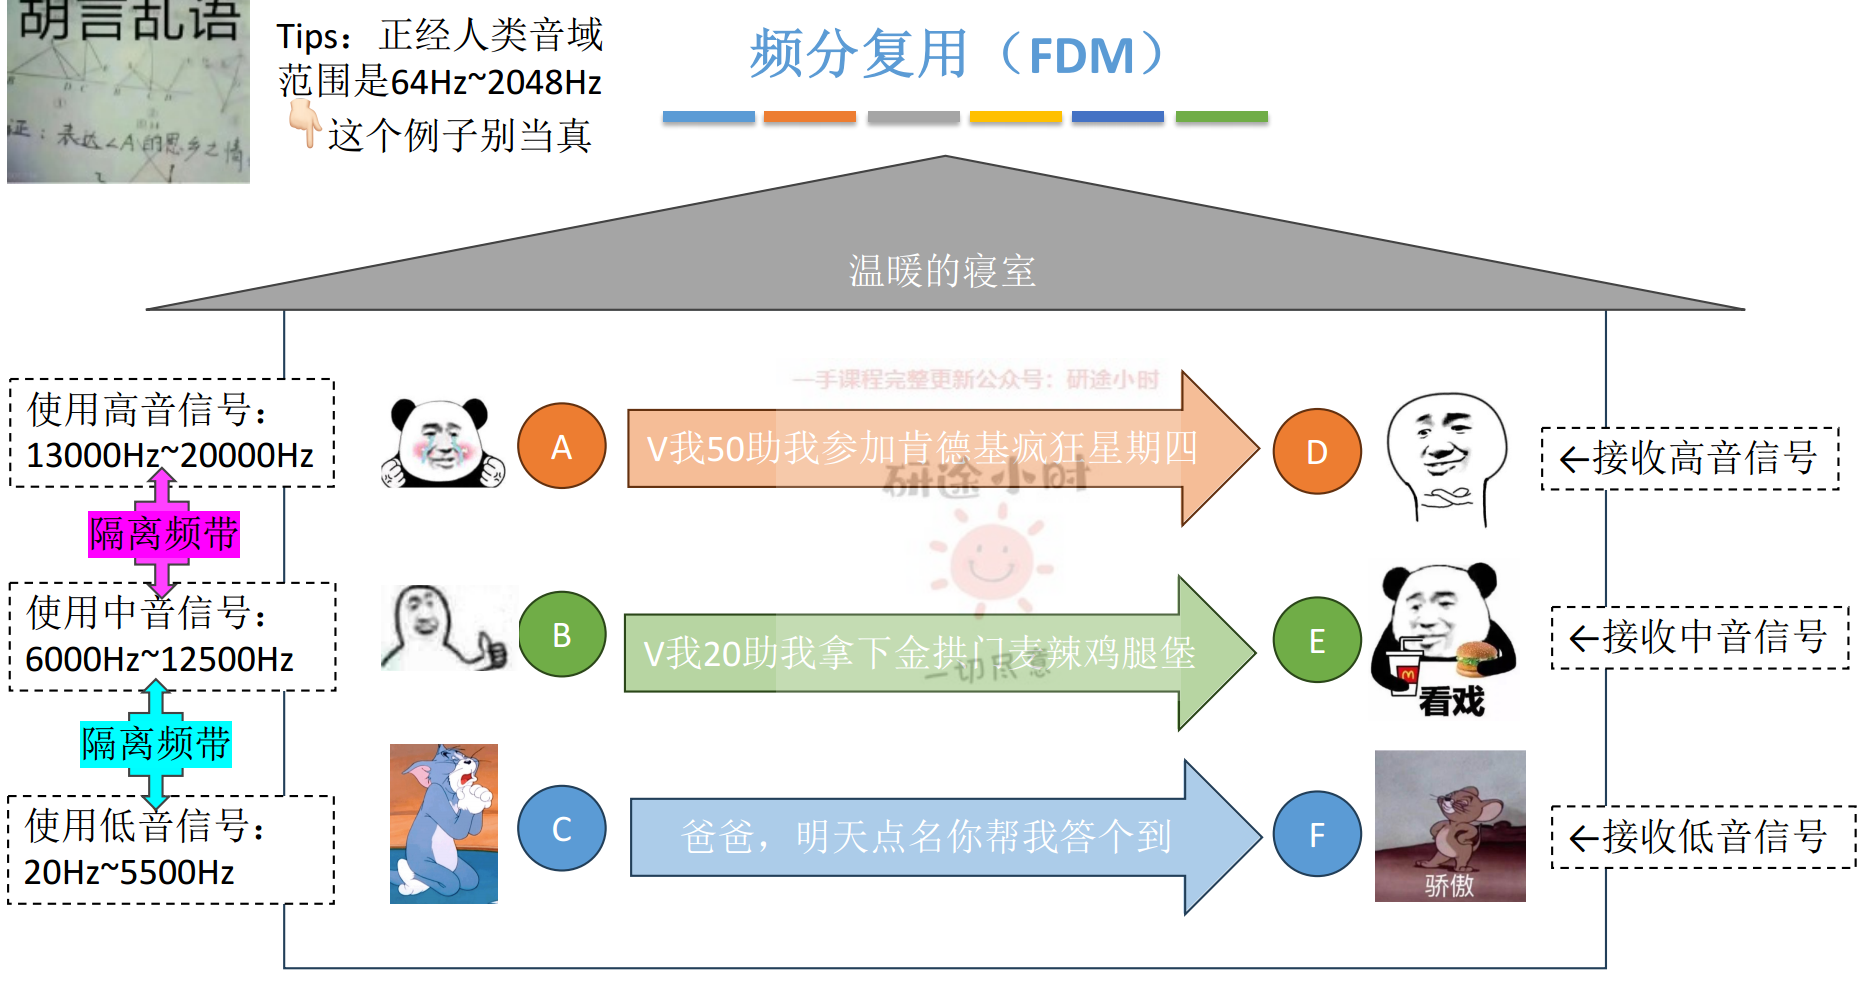 胡言乱语
证：表达∠A的思乡之情
Tips：正经人类音域
范围是64Hz~2048Hz
👇这个例子别当真
频分复用（FDM）
温暖的寝室
一手课程完整更新公众号：研途小时
使用高音信号：
13000Hz~20000Hz
A
V我50助我参加肯德基疯狂星期四
D
←接收高音信号
研途小时
隔离频带
使用中音信号：
6000Hz~12500Hz
B
V我20助我拿下金拱门麦辣鸡腿堡
E
←接收中音信号
一切尽意
看戏
隔离频带
使用低音信号：
20Hz~5500Hz
C
爸爸，明天点名你帮我答个到
F
←接收低音信号
骄傲